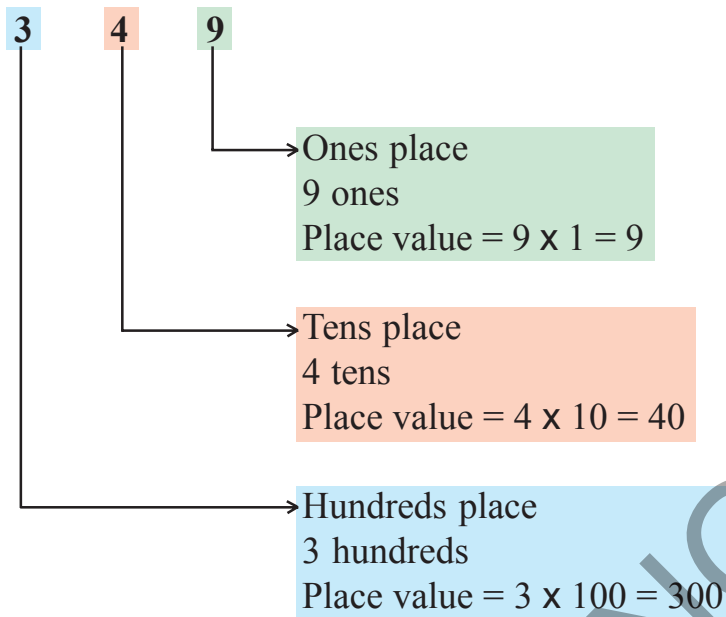 3 4 9
Ones place
9 ones
Place value = 9 x 1 = 9
Tens place
4 tens
Place value = 4 x 10 = 40
Hundreds place
3 hundreds
Place value = 3 x 100 = 300